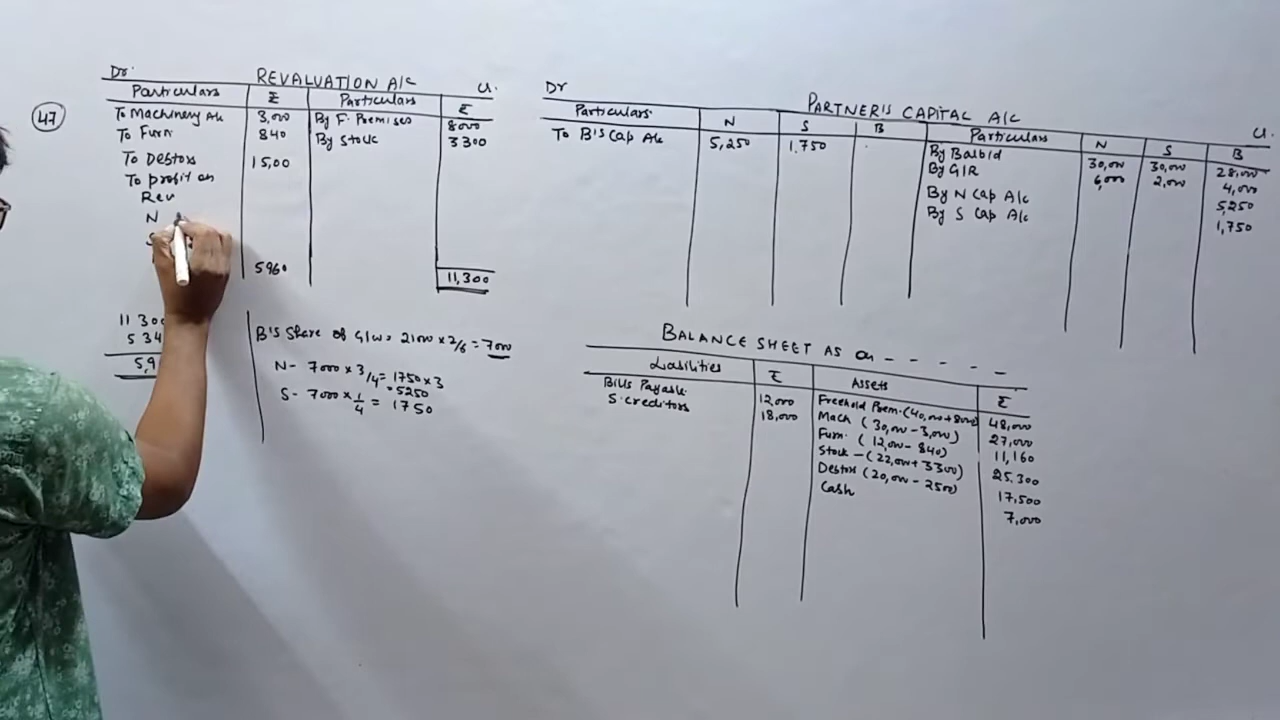 47
Dr. REVALUATION A/C Cr.
Particulars ₹ Particulars ₹
To Machinery A/c 3,000 By F. Premises 8000
To Furn 840 By Stock 3300
To Debtors 15,00
To profit on
Rev
N
S
5960 11,300
11 300
5 34
5,9
B's Share of G/w = 21000 × 2/6 = 7000
N - 7000 × 3/4 = 1750 × 3
= 5250
S - 7000 × 1/4 = 1750
Dr PARTNER'S CAPITAL A/C Cr.
Particulars N S B Particulars N S B
To B's Cap A/c 5,250 1,750 By Bal b/d 30,000 30,000 28,000
By G/R 6,000 2,000 4,000
By N Cap A/c 5,250
By S Cap A/c 1,750
BALANCE SHEET AS on - - - - -
Liabilities ₹ Assets ₹
Bills Payable 12,000 Freehold Prem. (40,000 + 8000) 48,000
S. creditors 18,000 Mach (30,000 - 3,000) 27,000
Furn. (12,000 - 840) 11,160
Stock - (22,000 + 3300) 25,300
Debtors (20,000 - 2500) 17,500
Cash 7,000